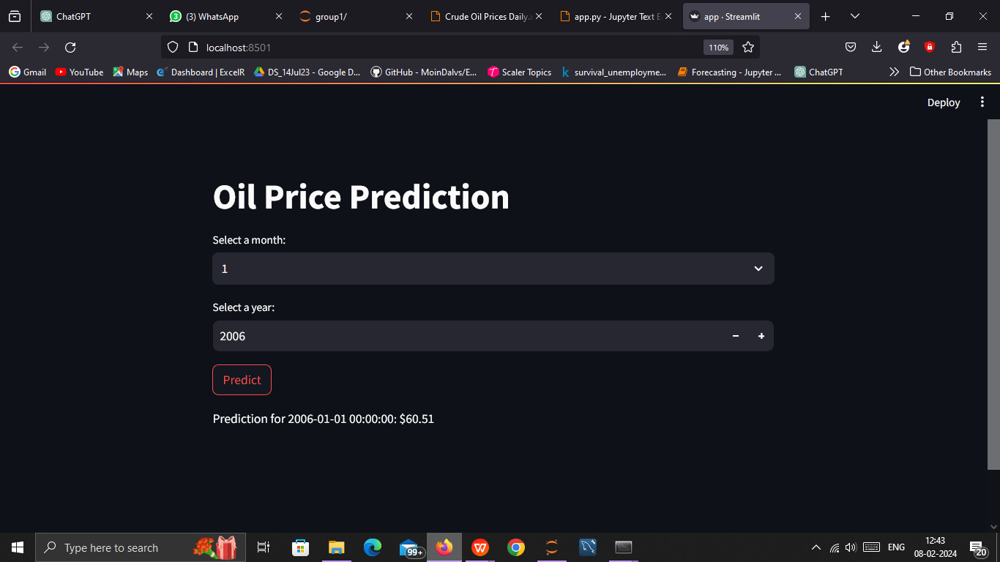 ChatGPT
(3) WhatsApp
group1/
Crude Oil Prices Daily.
app.py - Jupyter Text E
app · Streamlit
localhost:8501
110%
Gmail
YouTube
Maps
Dashboard | ExcelR
DS_14Jul23 - Google D...
GitHub - MoinDalvs/E...
Scaler Topics
survival_unemployme...
Forecasting - Jupyter ...
ChatGPT
Other Bookmarks
Deploy
Oil Price Prediction
Select a month:
1
Select a year:
2006
Predict
Prediction for 2006-01-01 00:00:00: $60.51
Type here to search
99+
ENG
12:43
08-02-2024
20